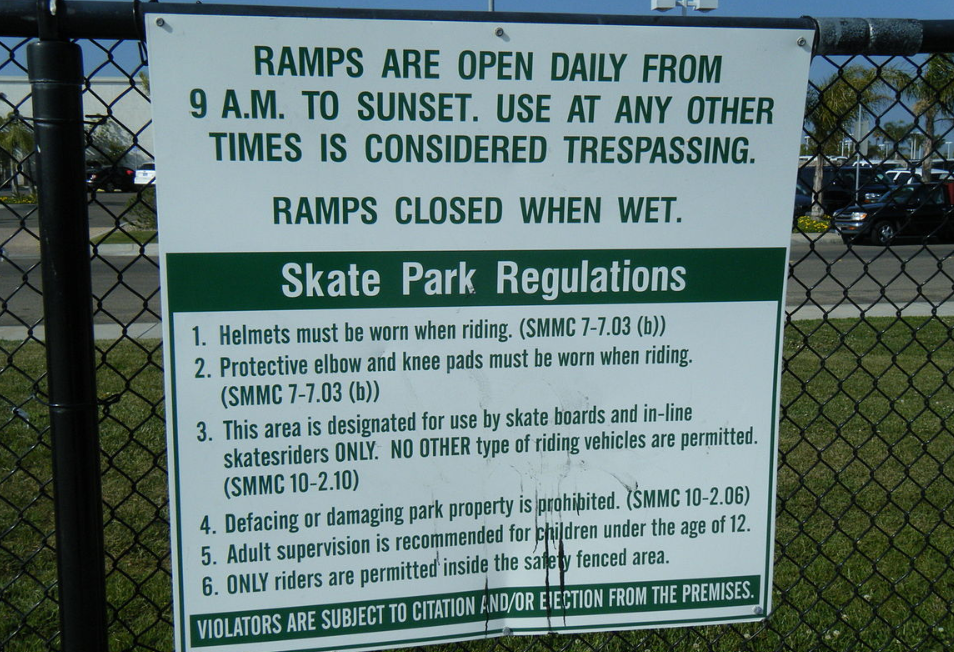 RAMPS ARE OPEN DAILY FROM
9 A.M. TO SUNSET. USE AT ANY OTHER
TIMES IS CONSIDERED TRESPASSING.
RAMPS CLOSED WHEN WET.
Skate Park Regulations
1. Helmets must be worn when riding. (SMMC 7-7.03 (b))
2. Protective elbow and knee pads must be worn when riding.
(SMMC 7-7.03 (b))
3. This area is designated for use by skate boards and in-line
skatesriders ONLY. NO OTHER type of riding vehicles are permitted.
(SMMC 10-2.10)
4. Defacing or damaging park property is prohibited. (SMMC 10-2.06)
5. Adult supervision is recommended for children under the age of 12.
6. ONLY riders are permitted inside the safety fenced area.
VIOLATORS ARE SUBJECT TO CITATION AND/OR EJECTION FROM THE PREMISES.